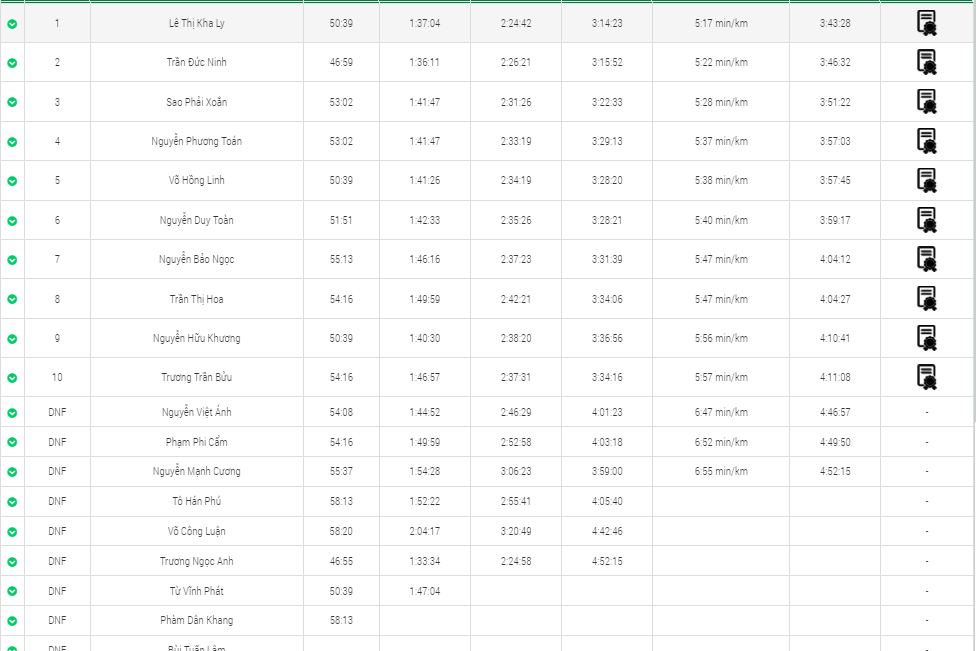 1 Lê Thị Kha Ly 50:39 1:37:04 2:24:42 3:14:23 5:17 min/km 3:43:28
2 Trần Đức Ninh 46:59 1:36:11 2:26:21 3:15:52 5:22 min/km 3:46:32
3 Sao Phải Xoắn 53:02 1:41:47 2:31:26 3:22:33 5:28 min/km 3:51:22
4 Nguyễn Phương Toán 53:02 1:41:47 2:33:19 3:29:13 5:37 min/km 3:57:03
5 Võ Hồng Linh 50:39 1:41:26 2:34:19 3:28:20 5:38 min/km 3:57:45
6 Nguyễn Duy Toàn 51:51 1:42:33 2:35:26 3:28:21 5:40 min/km 3:59:17
7 Nguyễn Bảo Ngọc 55:13 1:46:16 2:37:23 3:31:39 5:47 min/km 4:04:12
8 Trần Thị Hoa 54:16 1:49:59 2:42:21 3:34:06 5:47 min/km 4:04:27
9 Nguyễn Hữu Khương 50:39 1:40:30 2:38:20 3:36:56 5:56 min/km 4:10:41
10 Trương Trần Bửu 54:16 1:46:57 2:37:31 3:34:16 5:57 min/km 4:11:08
DNF Nguyễn Việt Ánh 54:08 1:44:52 2:46:29 4:01:23 6:47 min/km 4:46:57 -
DNF Phạm Phi Cẩm 54:16 1:49:59 2:52:58 4:03:18 6:52 min/km 4:49:50 -
DNF Nguyễn Mạnh Cương 55:37 1:54:28 3:06:23 3:59:00 6:55 min/km 4:52:15 -
DNF Tô Hán Phú 58:13 1:52:22 2:55:41 4:05:40 -
DNF Võ Công Luận 58:20 2:04:17 3:20:49 4:42:46 -
DNF Trương Ngọc Anh 46:55 1:33:34 2:24:58 4:52:15 -
DNF Từ Vĩnh Phát 50:39 1:47:04 -
DNF Phàm Dân Khang 58:13 -
DNF Bùi Tuấn Lâm